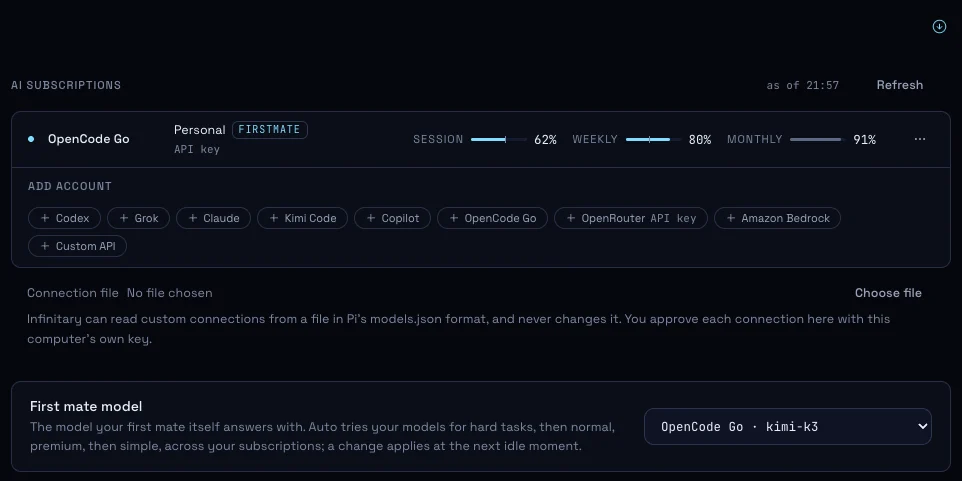 AI SUBSCRIPTIONS as of 21:57 Refresh
OpenCode Go Personal FIRSTMATE API key SESSION 62% WEEKLY 80% MONTHLY 91% ···
ADD ACCOUNT
+ Codex + Grok + Claude + Kimi Code + Copilot + OpenCode Go + OpenRouter API key + Amazon Bedrock
+ Custom API
Connection file No file chosen Choose file
Infinitary can read custom connections from a file in Pi's models.json format, and never changes it. You approve each connection here with this
computer's own key.
First mate model
The model your first mate itself answers with. Auto tries your models for hard tasks, then normal,
premium, then simple, across your subscriptions; a change applies at the next idle moment.
OpenCode Go · kimi-k3